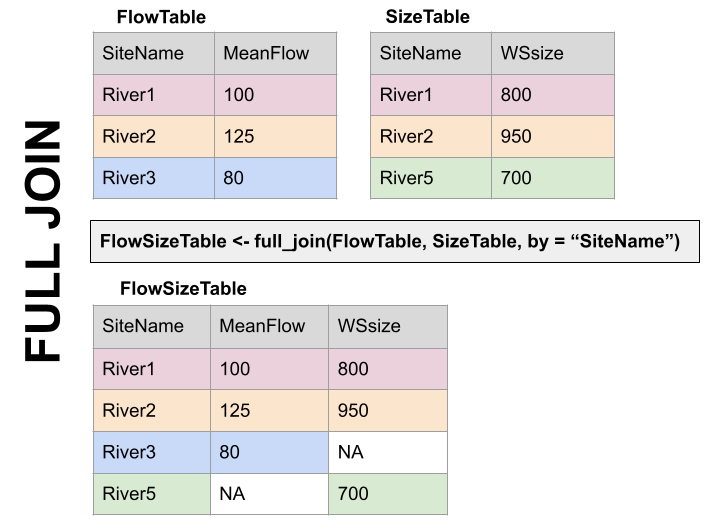 FULL JOIN
FlowTable
SiteName MeanFlow
River1 100
River2 125
River3 80
SizeTable
SiteName WSsize
River1 800
River2 950
River5 700
FlowSizeTable <- full_join(FlowTable, SizeTable, by = “SiteName”)
FlowSizeTable
SiteName MeanFlow WSsize
River1 100 800
River2 125 950
River3 80 NA
River5 NA 700